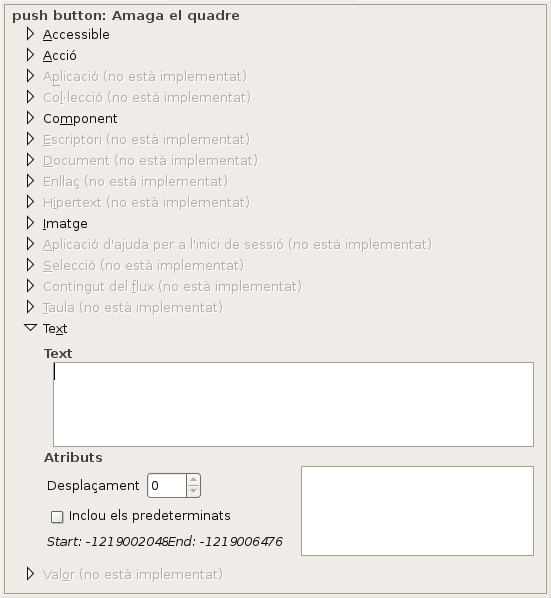 push button: Amaga el quadre
Accessible
Acció
Aplicació (no està implementat)
Col·lecció (no està implementat)
Component
Escriptori (no està implementat)
Document (no està implementat)
Enllaç (no està implementat)
Hipertext (no està implementat)
Imatge
Aplicació d'ajuda per a l'inici de sessió (no està implementat)
Selecció (no està implementat)
Contingut del flux (no està implementat)
Taula (no està implementat)
Text
Text
Atributs
Desplaçament 0
Inclou els predeterminats
Start: -1219002048End: -1219006476
Valor (no està implementat)